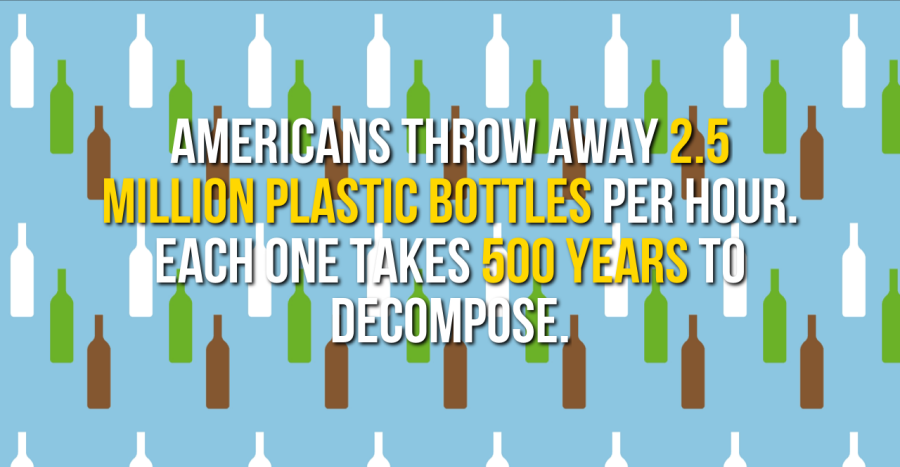 AMERICANS THROW AWAY 2.5
MILLION PLASTIC BOTTLES PER HOUR.
EACH ONE TAKES 500 YEARS TO
DECOMPOSE.